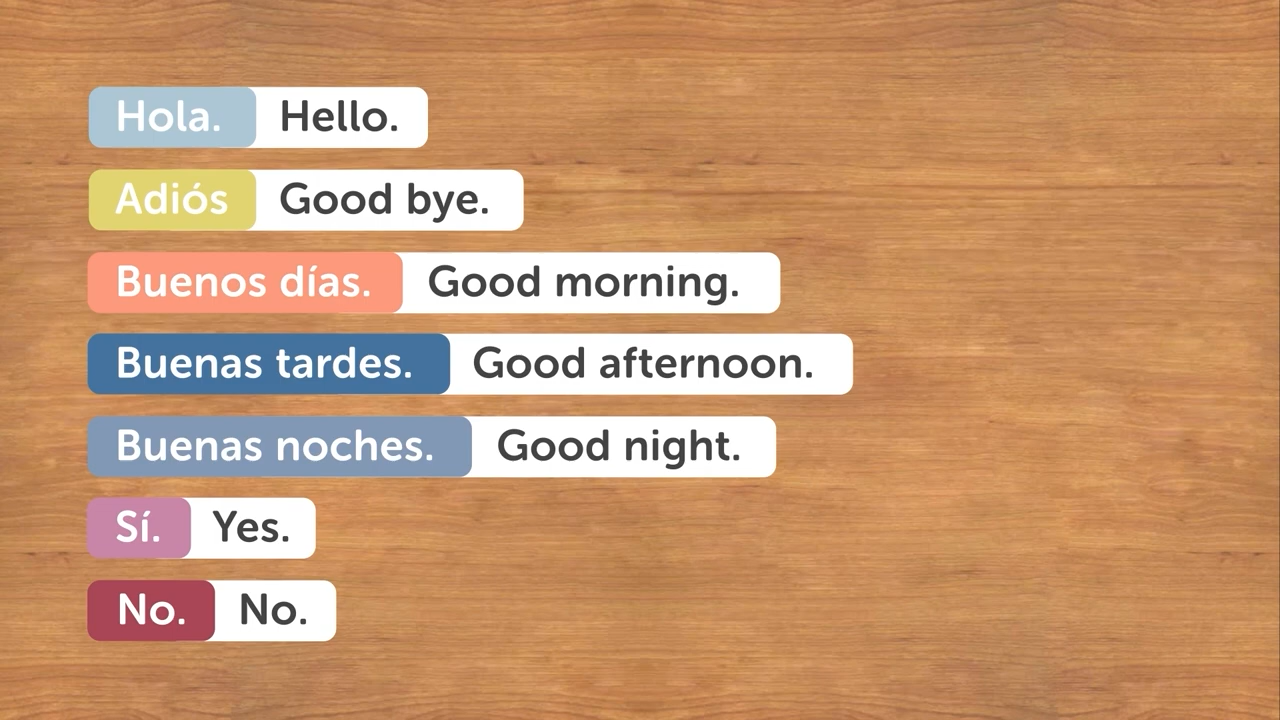 Hola. Hello.
Adiós Good bye.
Buenos días. Good morning.
Buenas tardes. Good afternoon.
Buenas noches. Good night.
Sí. Yes.
No. No.